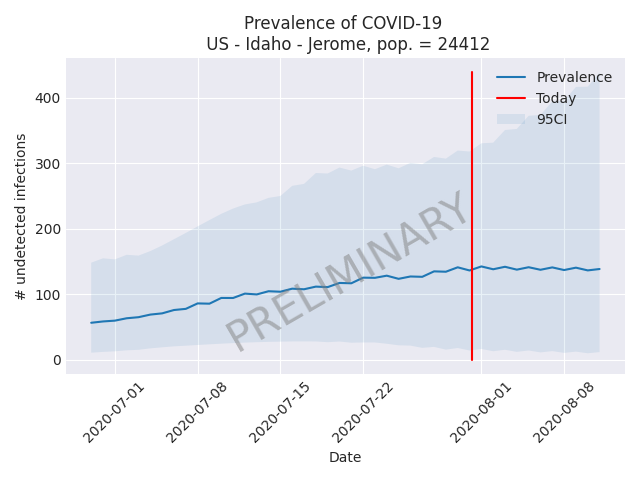 Prevalence of COVID-19
US - Idaho - Jerome, pop. = 24412
Prevalence
Today
95CI
# undetected infections
400
300
200
100
0
PRELIMINARY
2020-07-01
2020-07-08
2020-07-15
2020-07-22
2020-08-01
2020-08-08
Date